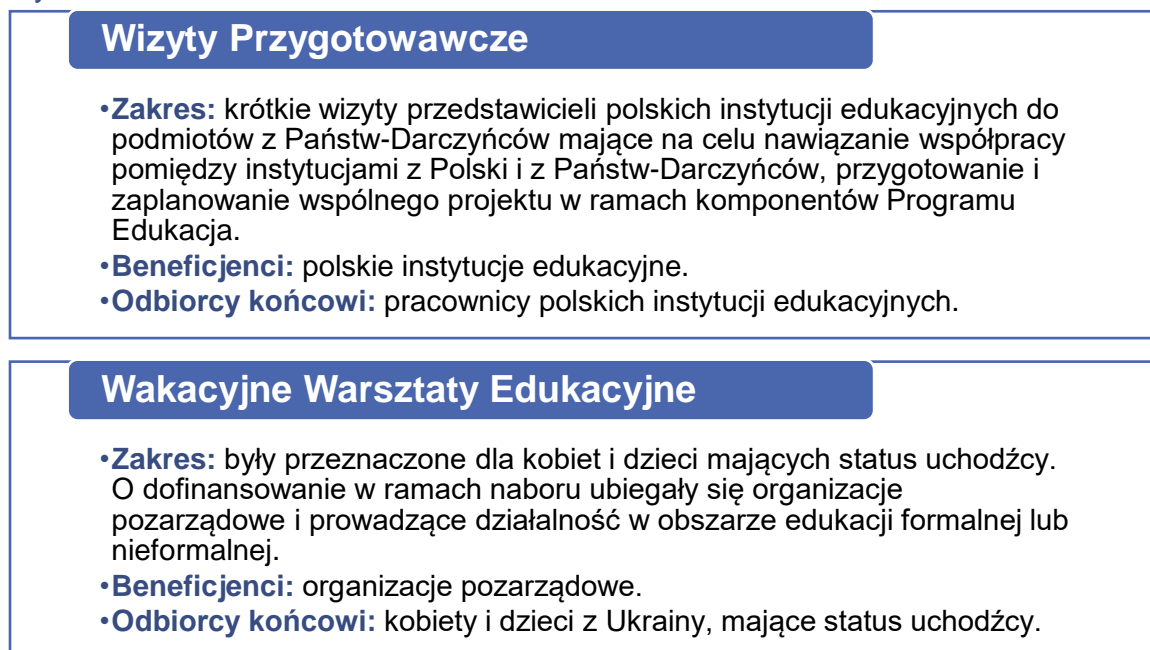 Wizyty Przygotowawcze
•Zakres: krótkie wizyty przedstawicieli polskich instytucji edukacyjnych do
podmiotów z Państw-Darczyńców mające na celu nawiązanie współpracy
pomiędzy instytucjami z Polski i z Państw-Darczyńców, przygotowanie i
zaplanowanie wspólnego projektu w ramach komponentów Programu
Edukacja.
•Beneficjenci: polskie instytucje edukacyjne.
•Odbiorcy końcowi: pracownicy polskich instytucji edukacyjnych.
Wakacyjne Warsztaty Edukacyjne
•Zakres: były przeznaczone dla kobiet i dzieci mających status uchodźcy.
O dofinansowanie w ramach naboru ubiegały się organizacje
pozarządowe i prowadzące działalność w obszarze edukacji formalnej lub
nieformalnej.
•Beneficjenci: organizacje pozarządowe.
•Odbiorcy końcowi: kobiety i dzieci z Ukrainy, mające status uchodźcy.